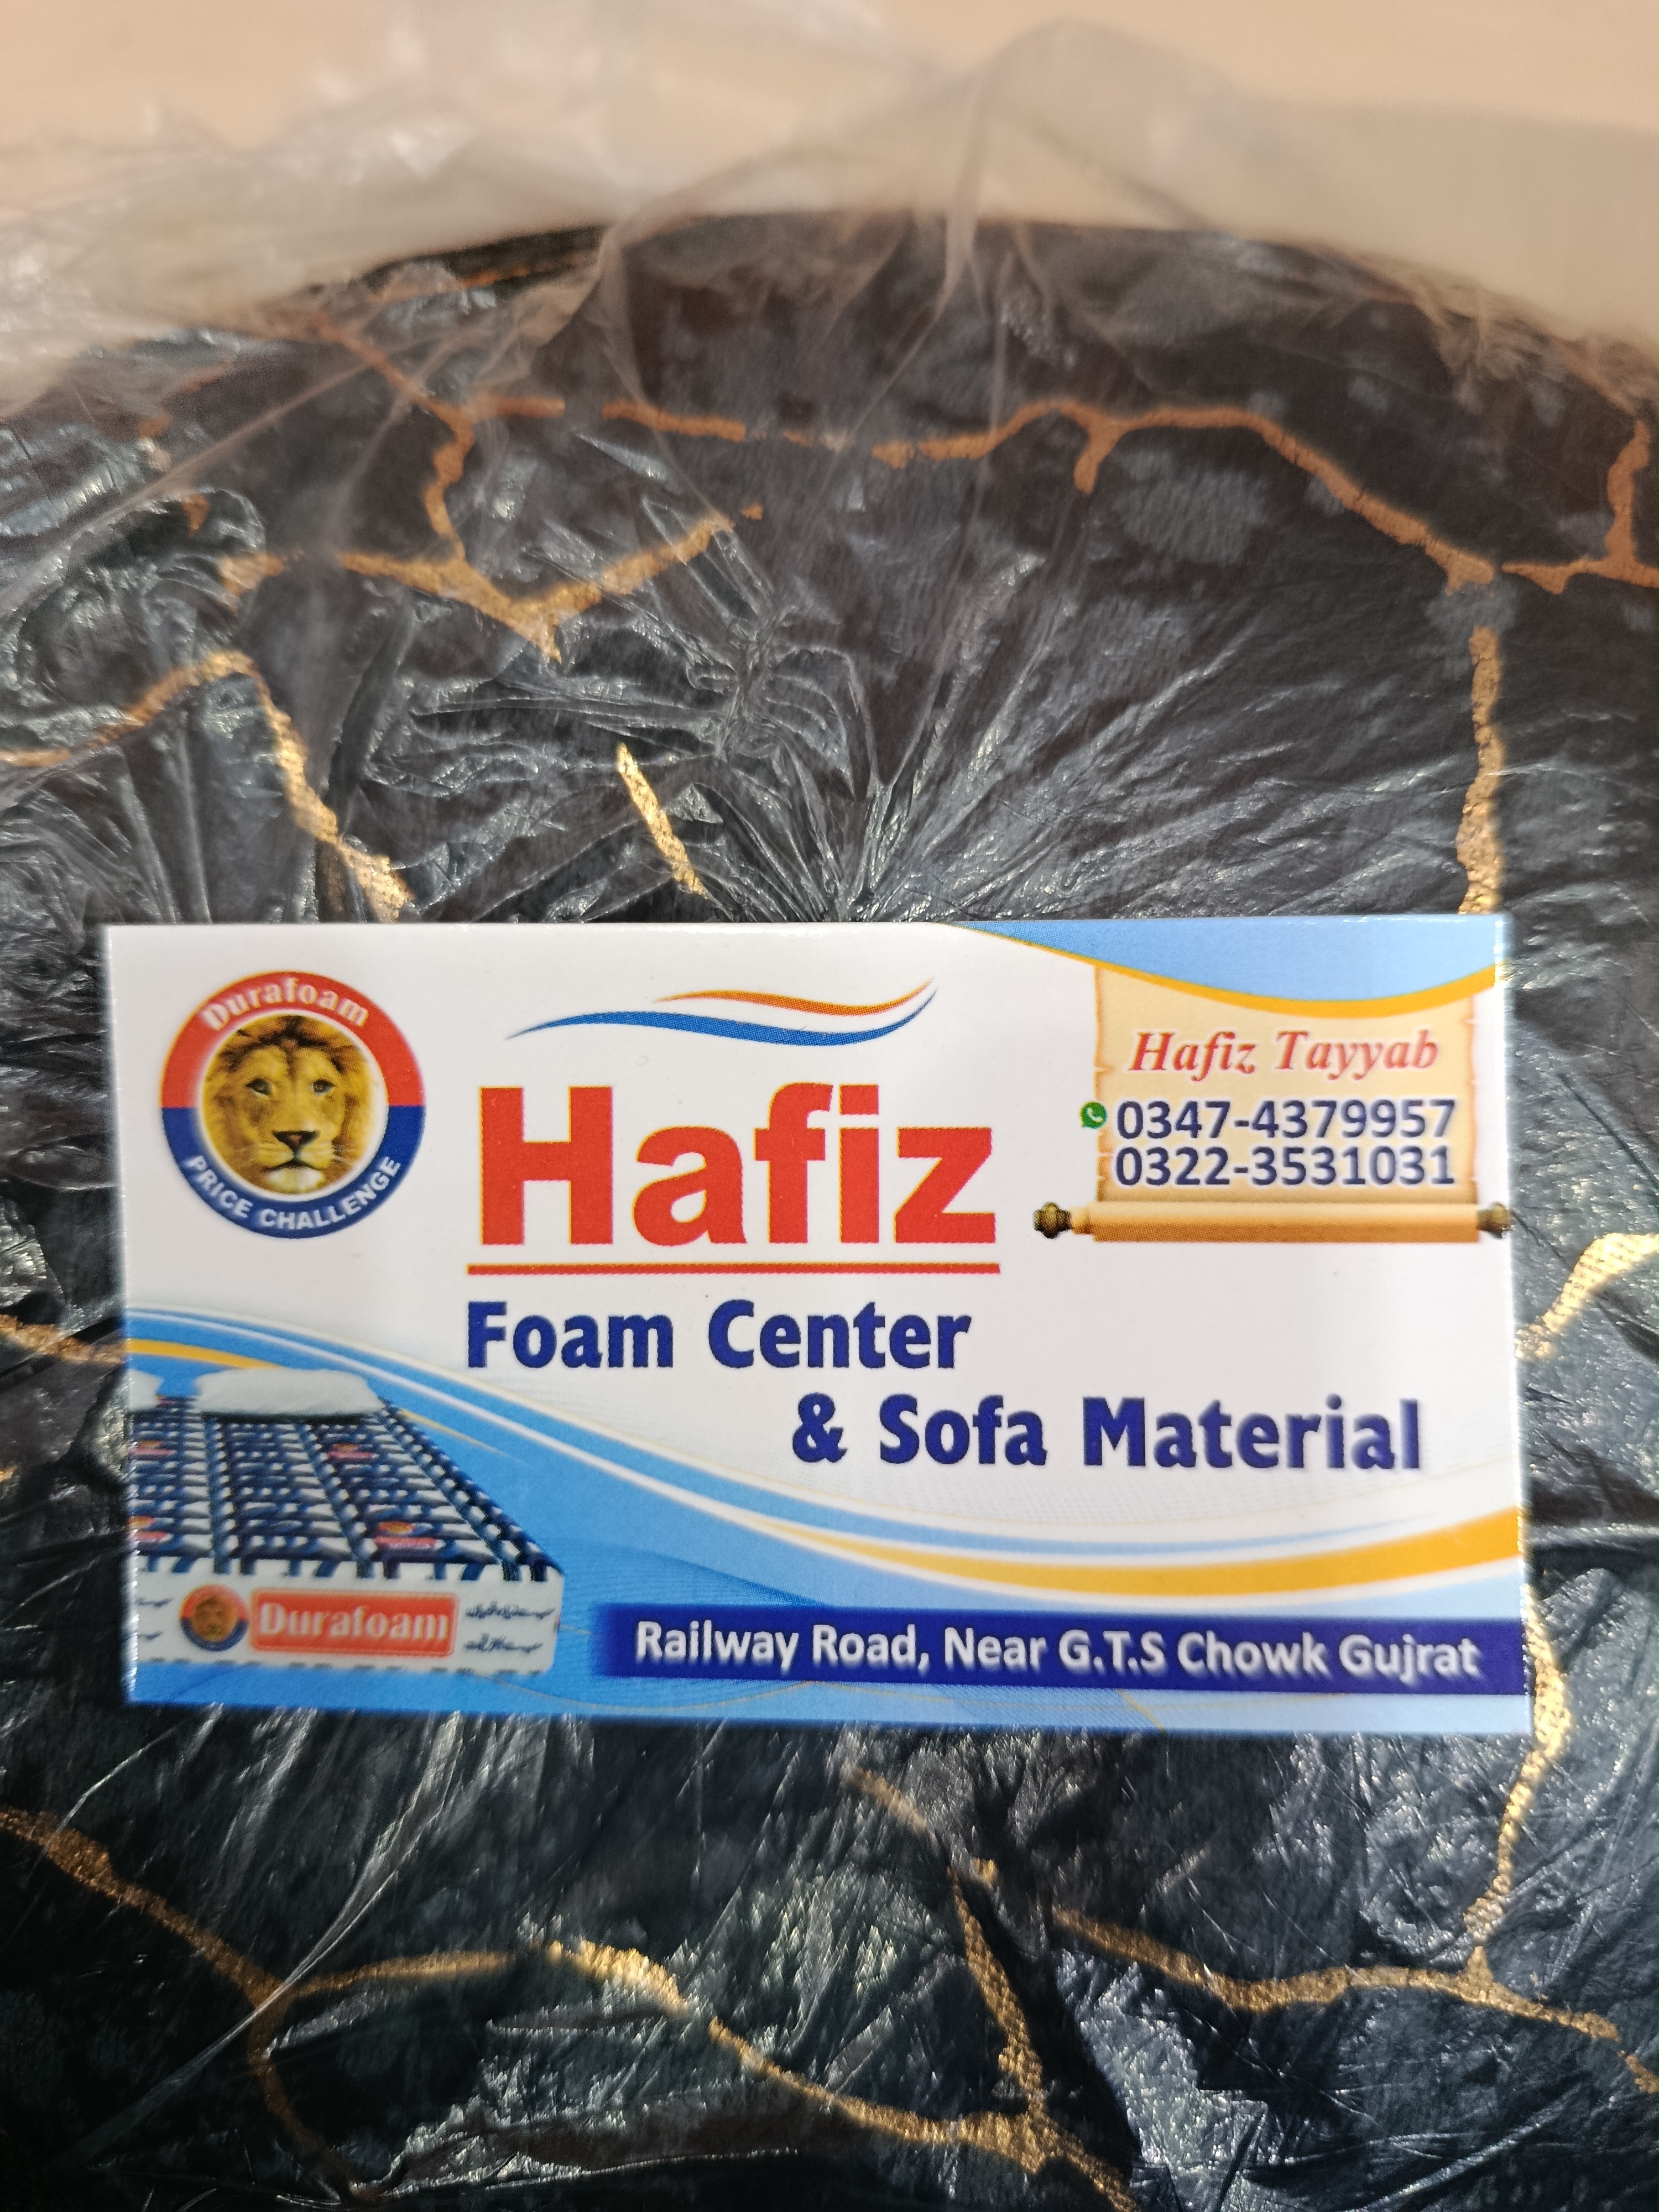 Durafoam
PRICE CHALLENGE
Hafiz
Foam Center
& Sofa Material
Hafiz Tayyab
0347-4379957
0322-3531031
Durafoam
Railway Road, Near G.T.S Chowk Gujrat